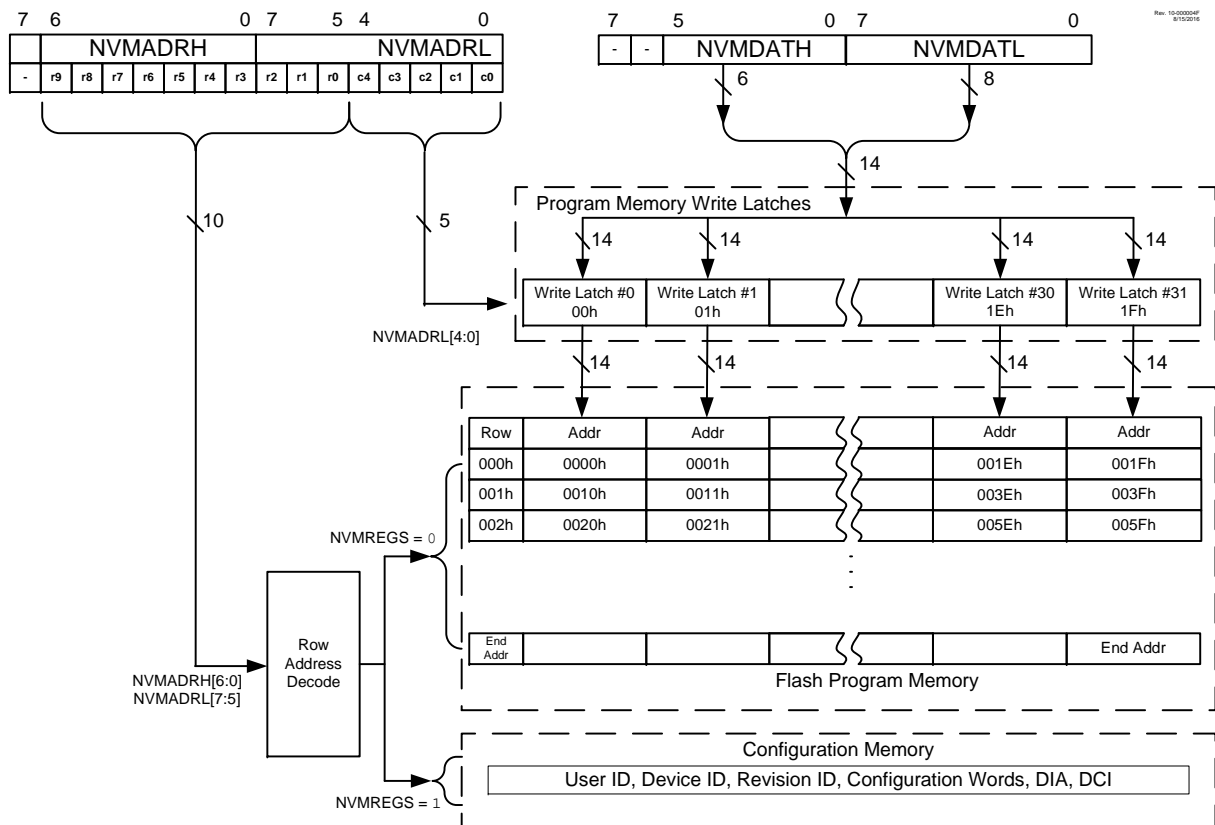 Rev. 10-000004F
8/15/2016
7 6 0 7 5 4 0
NVMADRH NVMADRL
- r9 r8 r7 r6 r5 r4 r3 r2 r1 r0 c4 c3 c2 c1 c0
7 5 0 7 0
- - NVMDATH NVMDATL
6 8
14
10 5
Program Memory Write Latches
14 14 14 14
Write Latch #0 Write Latch #1 Write Latch #30 Write Latch #31
00h 01h 1Eh 1Fh
NVMADRL[4:0]
14 14 14 14
Row Addr Addr Addr Addr
000h 0000h 0001h 001Eh 001Fh
001h 0010h 0011h 003Eh 003Fh
002h 0020h 0021h 005Eh 005Fh
NVMREGS = 0
Row
Address
Decode
End
Addr
End Addr
NVMADRH[6:0]
NVMADRL[7:5]
Flash Program Memory
Configuration Memory
User ID, Device ID, Revision ID, Configuration Words, DIA, DCI
NVMREGS = 1